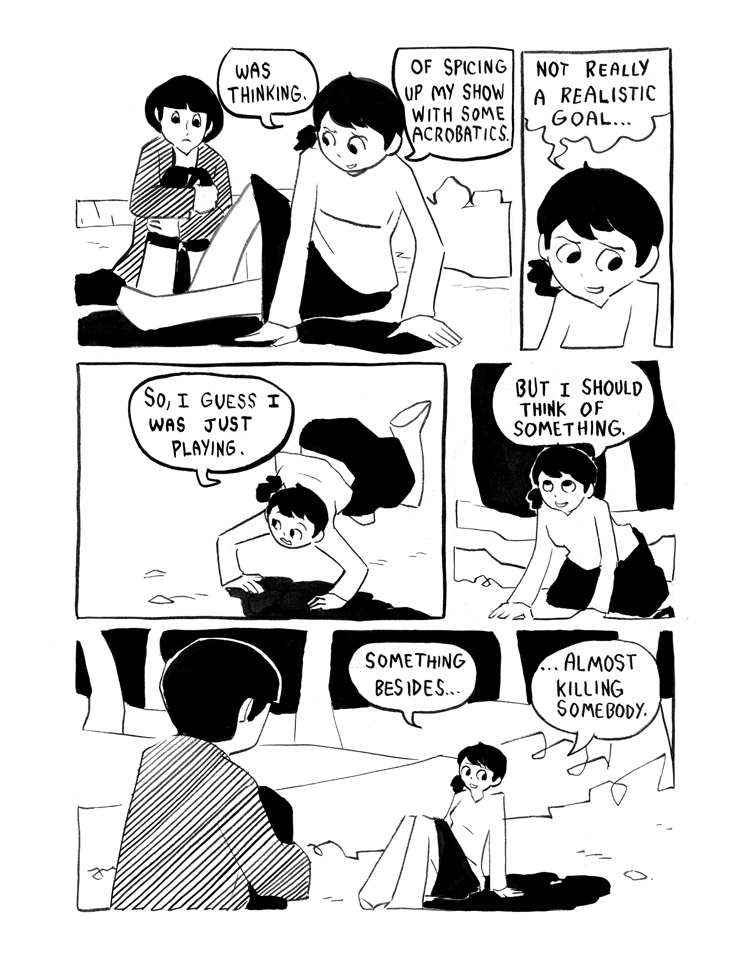 WAS
THINKING.
OF SPICING
UP MY SHOW
WITH SOME
ACROBATICS.
NOT REALLY
A REALISTIC
GOAL...
SO, I GUESS I
WAS JUST
PLAYING.
BUT I SHOULD
THINK OF
SOMETHING.
SOMETHING
BESIDES...
...ALMOST
KILLING
SOMEBODY.